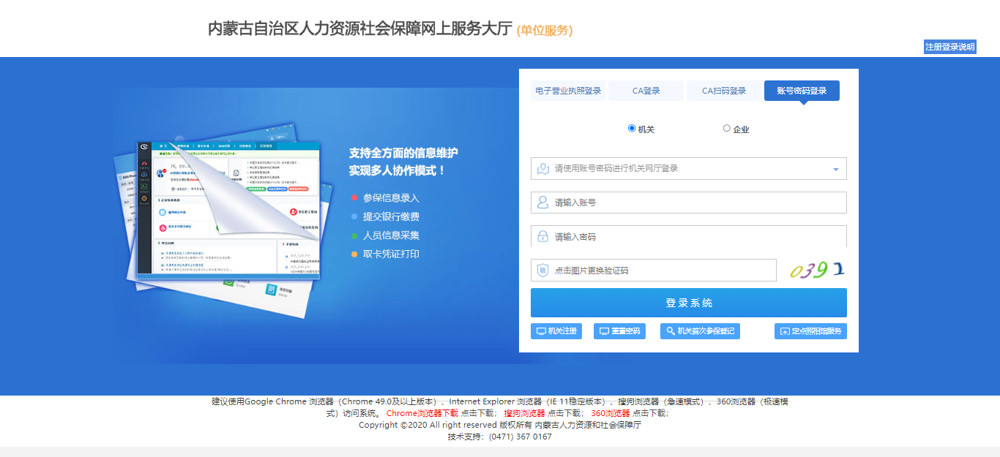 内蒙古自治区人力资源社会保障网上服务大厅 (单位服务)
注册登录说明
电子营业执照登录 CA登录 CA扫码登录 账号密码登录
机关 企业
支持全方面的信息维护
实现多人协作模式！
参保信息录入
提交银行缴费
人员信息采集
取卡凭证打印
请使用账号密码进行机关网厅登录
请输入账号
请输入密码
点击图片更换验证码 0391
登录系统
机关注册 重置密码 机关首次参保登记 定点照相馆服务
建议使用Google Chrome 浏览器（Chrome 49.0及以上版本）、Internet Explorer 浏览器（IE 11稳定版本）、搜狗浏览器（急速模式）、360浏览器（极速模
式）访问系统。 Chrome浏览器下载 点击下载； 搜狗浏览器 点击下载； 360浏览器 点击下载；
Copyright ©2020 All right reserved 版权所有 内蒙古人力资源和社会保障厅
技术支持：(0471) 367 0167